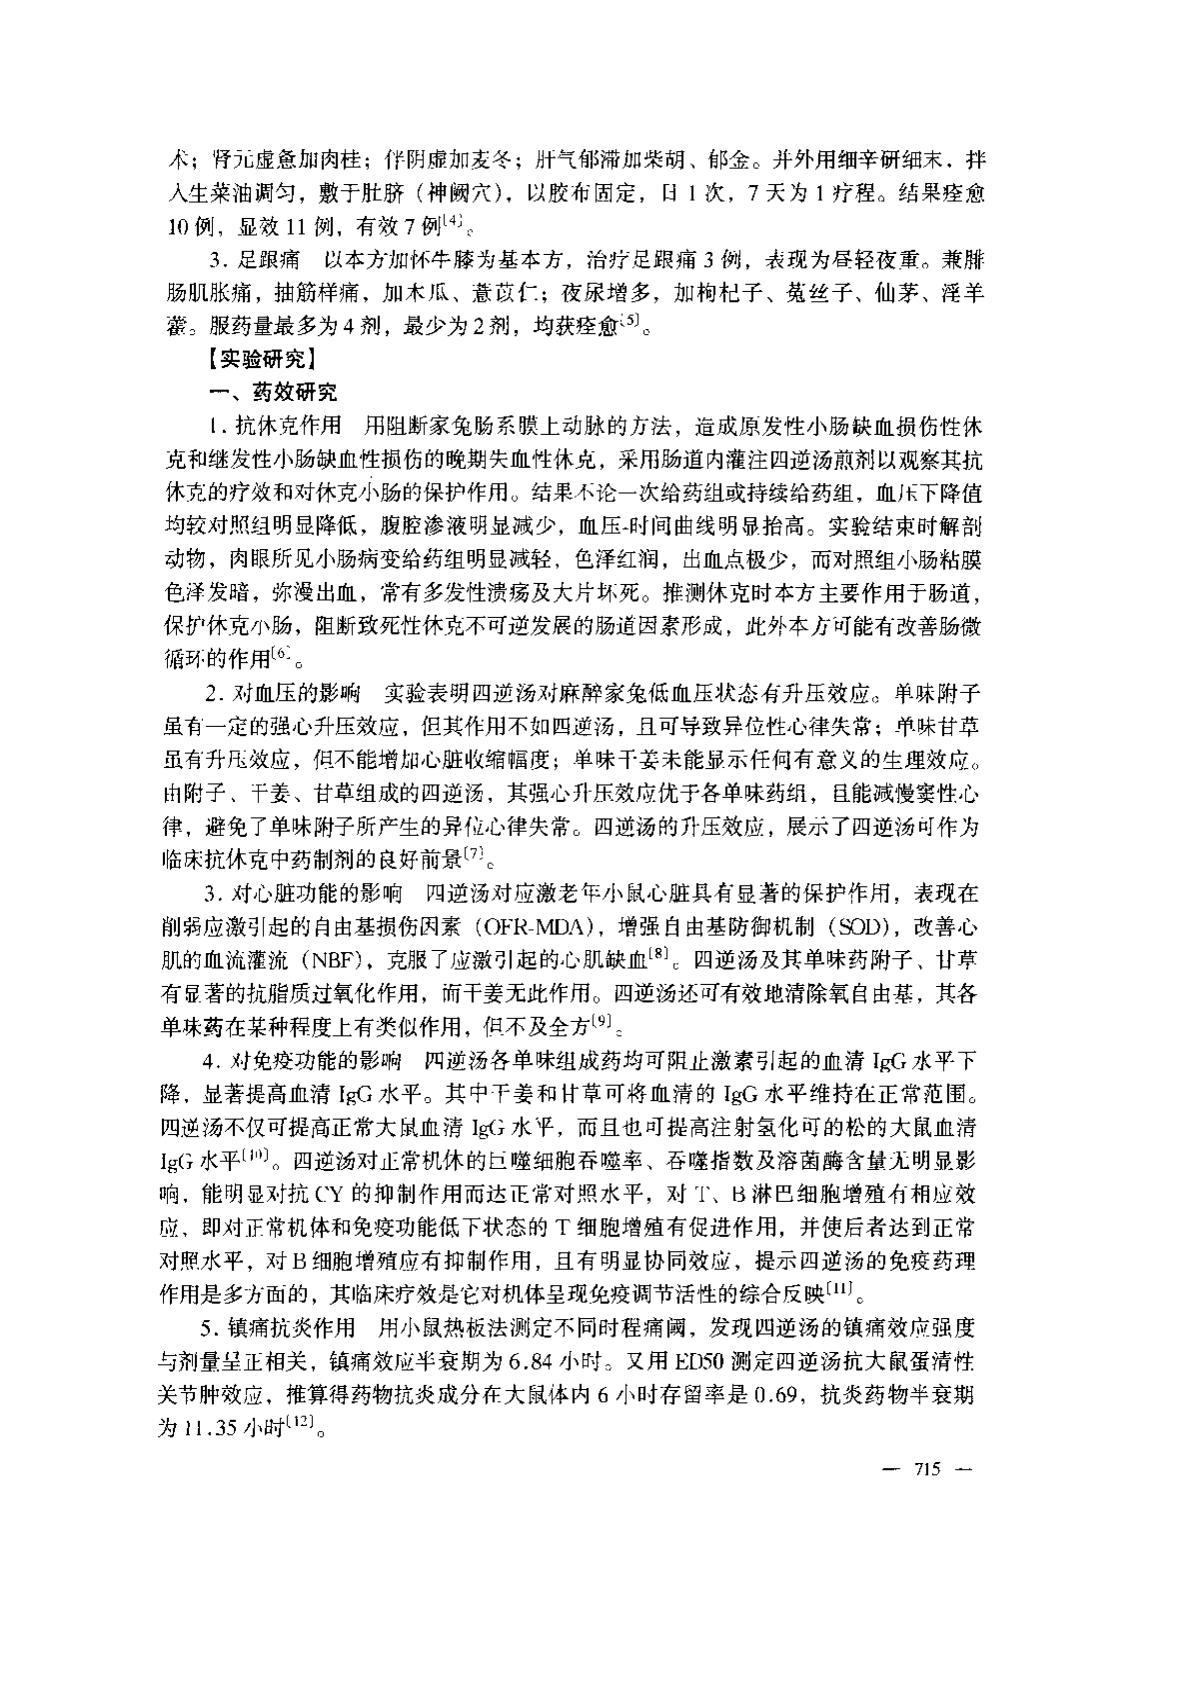 术；肾元虚惫加肉桂；伴阴虚加麦冬；肝气郁滞加柴胡、郁金。并外用细辛研细末，拌
入生菜油调匀，敷于肚脐（神阙穴），以胶布固定，日1次，7天为1疗程。结果痊愈
10例，显效11例，有效7例[4]。
3. 足跟痛　以本方加怀牛膝为基本方，治疗足跟痛3例，表现为昼轻夜重。兼腓
肠肌胀痛，抽筋样痛，加木瓜、薏苡仁；夜尿增多，加枸杞子、菟丝子、仙茅、淫羊
藿。服药量最多为4剂，最少为2剂，均获痊愈[5]。
【实验研究】
一、药效研究
1. 抗休克作用　用阻断家兔肠系膜上动脉的方法，造成原发性小肠缺血损伤性休
克和继发性小肠缺血性损伤的晚期失血性休克，采用肠道内灌注四逆汤煎剂以观察其抗
休克的疗效和对休克小肠的保护作用。结果不论一次给药组或持续给药组，血压下降值
均较对照组明显降低，腹腔渗液明显减少，血压-时间曲线明显抬高。实验结束时解剖
动物，肉眼所见小肠病变给药组明显减轻，色泽红润，出血点极少，而对照组小肠粘膜
色泽发暗，弥漫出血，常有多发性溃疡及大片坏死。推测休克时本方主要作用于肠道，
保护休克小肠，阻断致死性休克不可逆发展的肠道因素形成，此外本方可能有改善肠微
循环的作用[6]。
2. 对血压的影响　实验表明四逆汤对麻醉家兔低血压状态有升压效应。单味附子
虽有一定的强心升压效应，但其作用不如四逆汤，且可导致异位性心律失常；单味甘草
虽有升压效应，但不能增加心脏收缩幅度；单味干姜未能显示任何有意义的生理效应。
由附子、干姜、甘草组成的四逆汤，其强心升压效应优于各单味药组，且能减慢窦性心
律，避免了单味附子所产生的异位心律失常。四逆汤的升压效应，展示了四逆汤可作为
临床抗休克中药制剂的良好前景[7]。
3. 对心脏功能的影响　四逆汤对应激老年小鼠心脏具有显著的保护作用，表现在
削弱应激引起的自由基损伤因素（OFR-MDA），增强自由基防御机制（SOD），改善心
肌的血流灌流（NBF），克服了应激引起的心肌缺血[8]。四逆汤及其单味药附子、甘草
有显著的抗脂质过氧化作用，而干姜无此作用。四逆汤还可有效地清除氧自由基，其各
单味药在某种程度上有类似作用，但不及全方[9]。
4. 对免疫功能的影响　四逆汤各单味组成药均可阻止激素引起的血清 IgG 水平下
降，显著提高血清 IgG 水平。其中干姜和甘草可将血清的 IgG 水平维持在正常范围。
四逆汤不仅可提高正常大鼠血清 IgG 水平，而且也可提高注射氢化可的松的大鼠血清
IgG 水平[10]。四逆汤对正常机体的巨噬细胞吞噬率、吞噬指数及溶菌酶含量无明显影
响，能明显对抗 CY 的抑制作用而达正常对照水平，对 T、B 淋巴细胞增殖有相应效
应，即对正常机体和免疫功能低下状态的 T 细胞增殖有促进作用，并使后者达到正常
对照水平，对 B 细胞增殖应有抑制作用，且有明显协同效应，提示四逆汤的免疫药理
作用是多方面的，其临床疗效是它对机体呈现免疫调节活性的综合反映[11]。
5. 镇痛抗炎作用　用小鼠热板法测定不同时程痛阈，发现四逆汤的镇痛效应强度
与剂量呈正相关，镇痛效应半衰期为 6.84 小时。又用 ED50 测定四逆汤抗大鼠蛋清性
关节肿效应，推算得药物抗炎成分在大鼠体内 6 小时存留率是 0.69，抗炎药物半衰期
为 11.35 小时[12]。
— 715 —